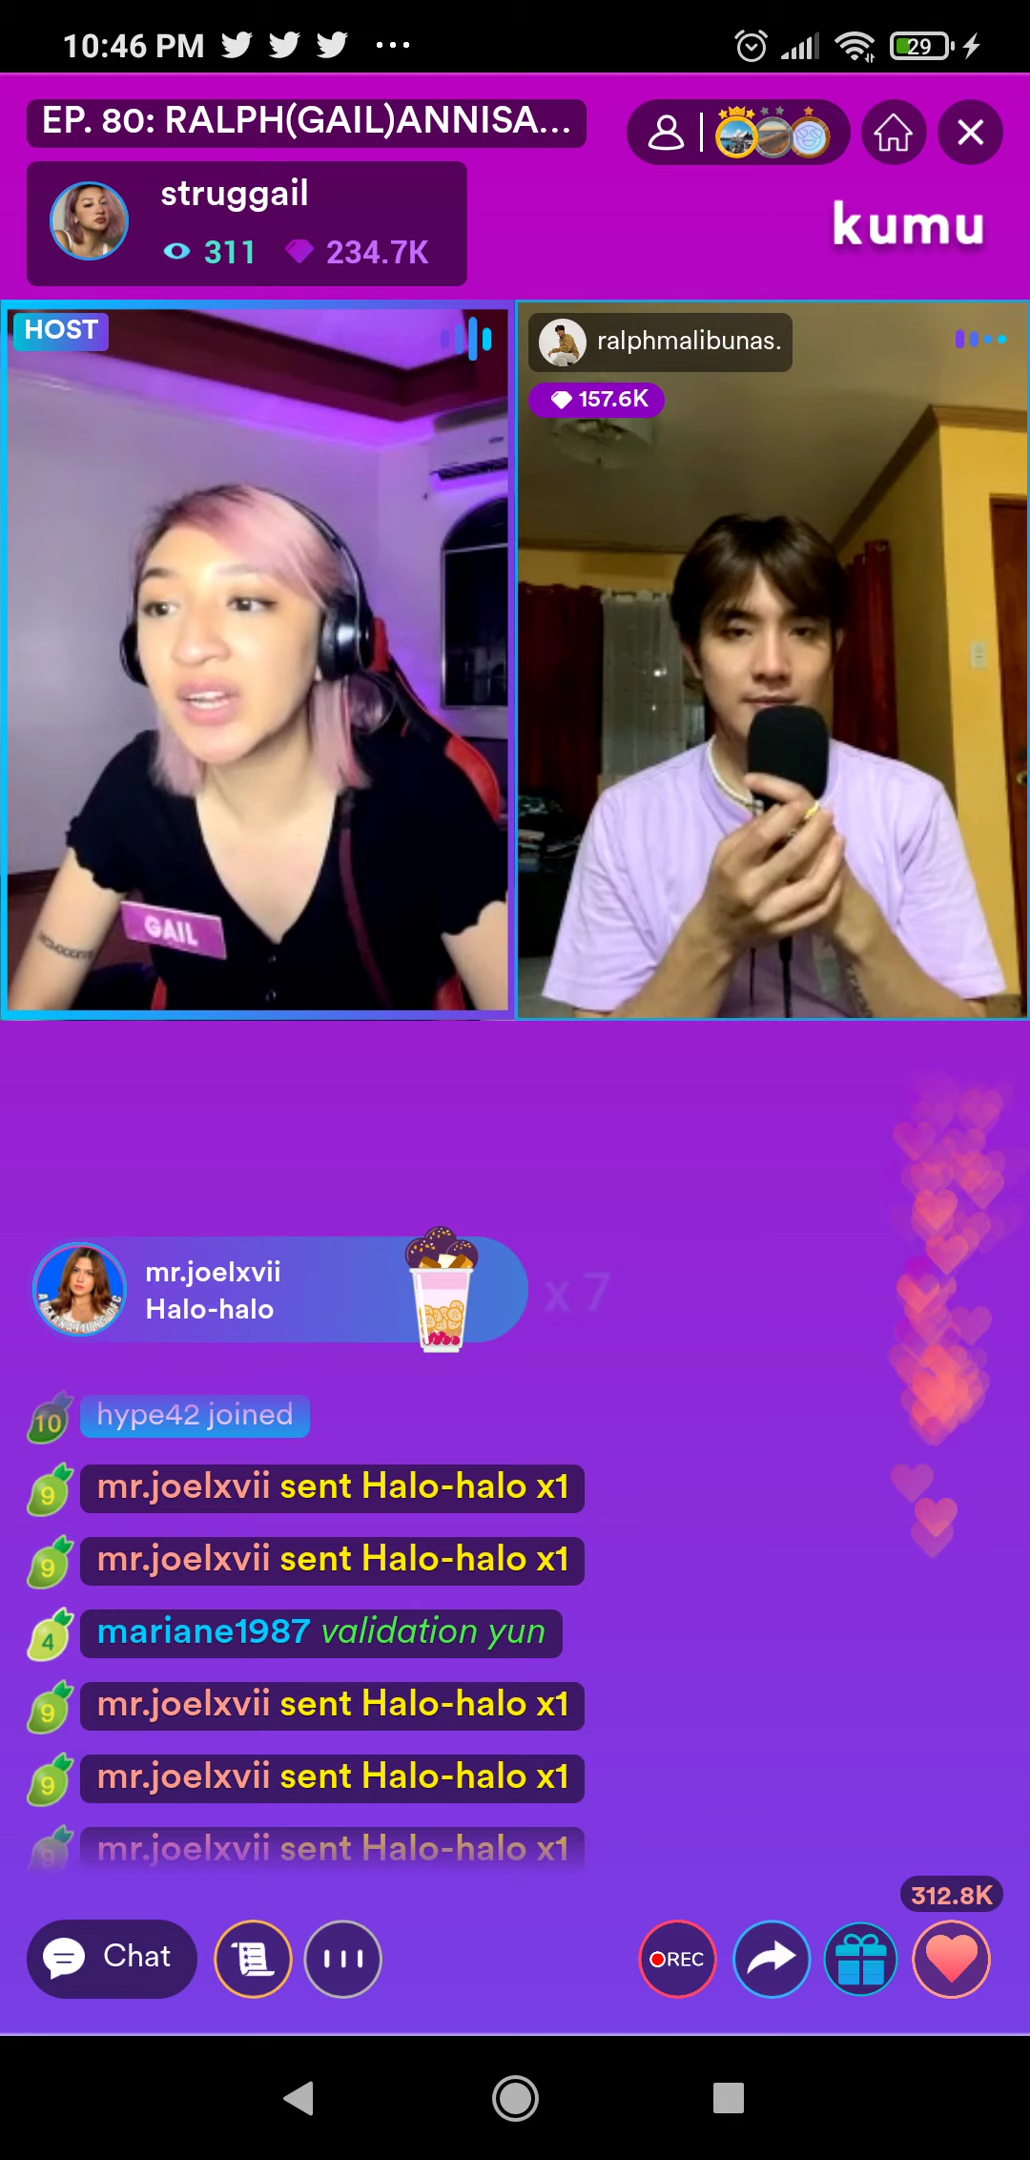 10:46 PM
29
EP. 80: RALPH(GAIL)ANNISA...
struggail
311 234.7K
kumu
HOST
ralphmalibunas.
157.6K
GAIL
mr.joelxvii
Halo-halo
x7
10 hype42 joined
9 mr.joelxvii sent Halo-halo x1
9 mr.joelxvii sent Halo-halo x1
4 mariane1987 validation yun
9 mr.joelxvii sent Halo-halo x1
9 mr.joelxvii sent Halo-halo x1
9 mr.joelxvii sent Halo-halo x1
312.8K
Chat
REC